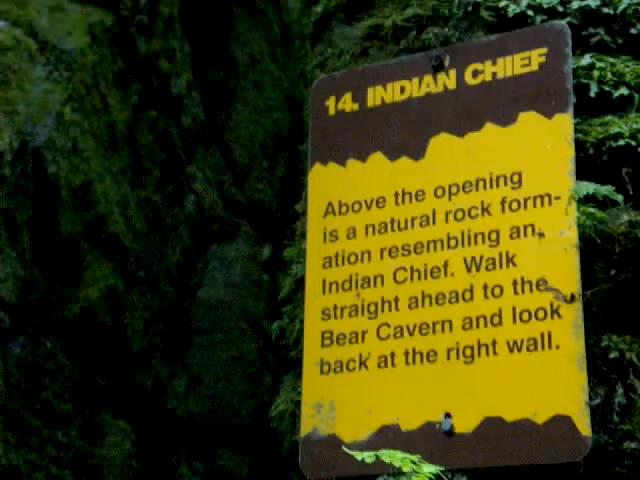 14. INDIAN CHIEF
Above the opening
is a natural rock form-
ation resembling an
Indian Chief. Walk
straight ahead to the
Bear Cavern and look
back at the right wall.